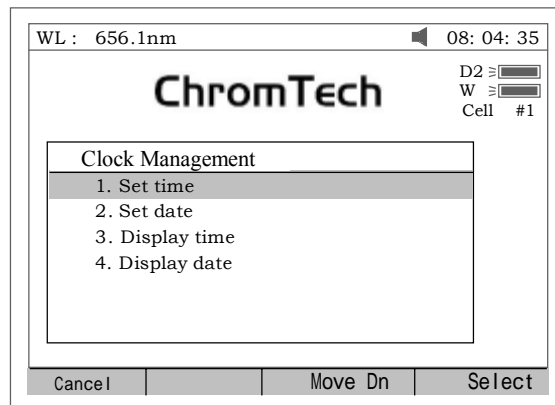 WL : 656.1nm 08: 04: 35
D2
W
ChromTech
Cell #1
Clock Management
1. Set time
2. Set date
3. Display time
4. Display date
Cancel Move Dn Select